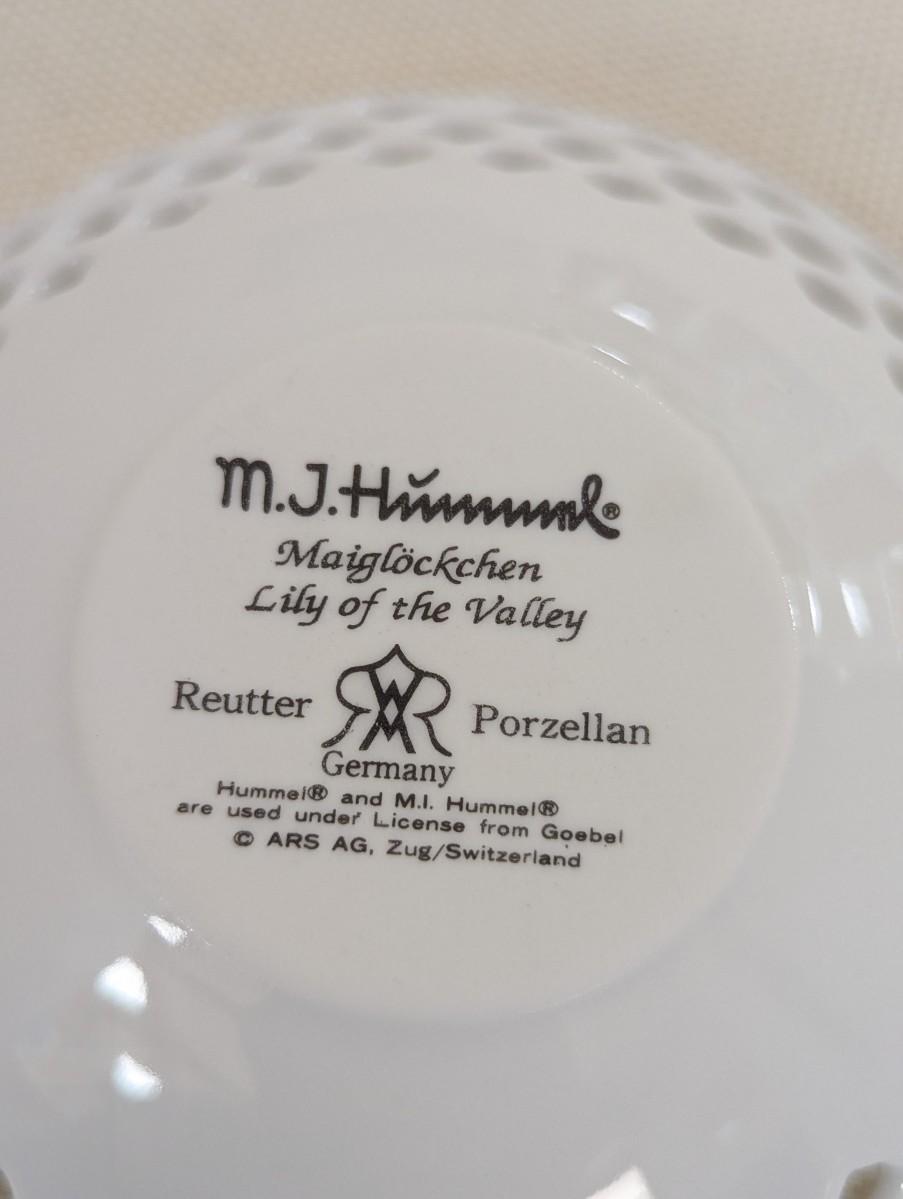 M.J. Hummel®
Maiglöckchen
Lily of the Valley
Reutter Porzellan
Germany
Hummel® and M.I. Hummel®
are used under License from Goebel
© ARS AG, Zug/Switzerland